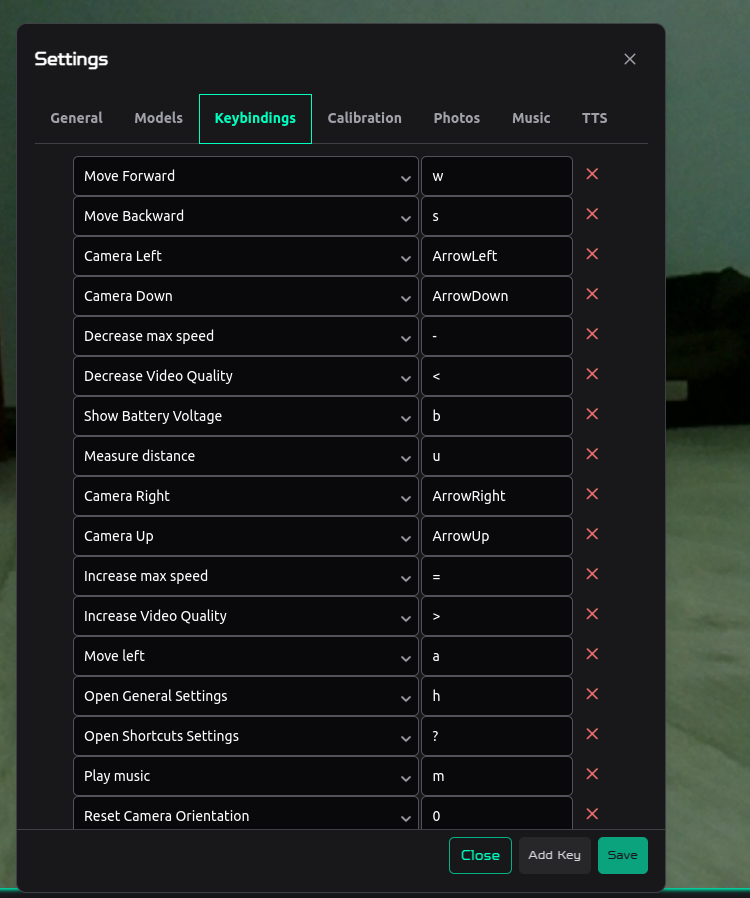 Settings
General Models Keybindings Calibration Photos Music TTS
Move Forward w
Move Backward s
Camera Left ArrowLeft
Camera Down ArrowDown
Decrease max speed -
Decrease Video Quality <
Show Battery Voltage b
Measure distance u
Camera Right ArrowRight
Camera Up ArrowUp
Increase max speed =
Increase Video Quality >
Move left a
Open General Settings h
Open Shortcuts Settings ?
Play music m
Reset Camera Orientation 0
Close Add Key Save